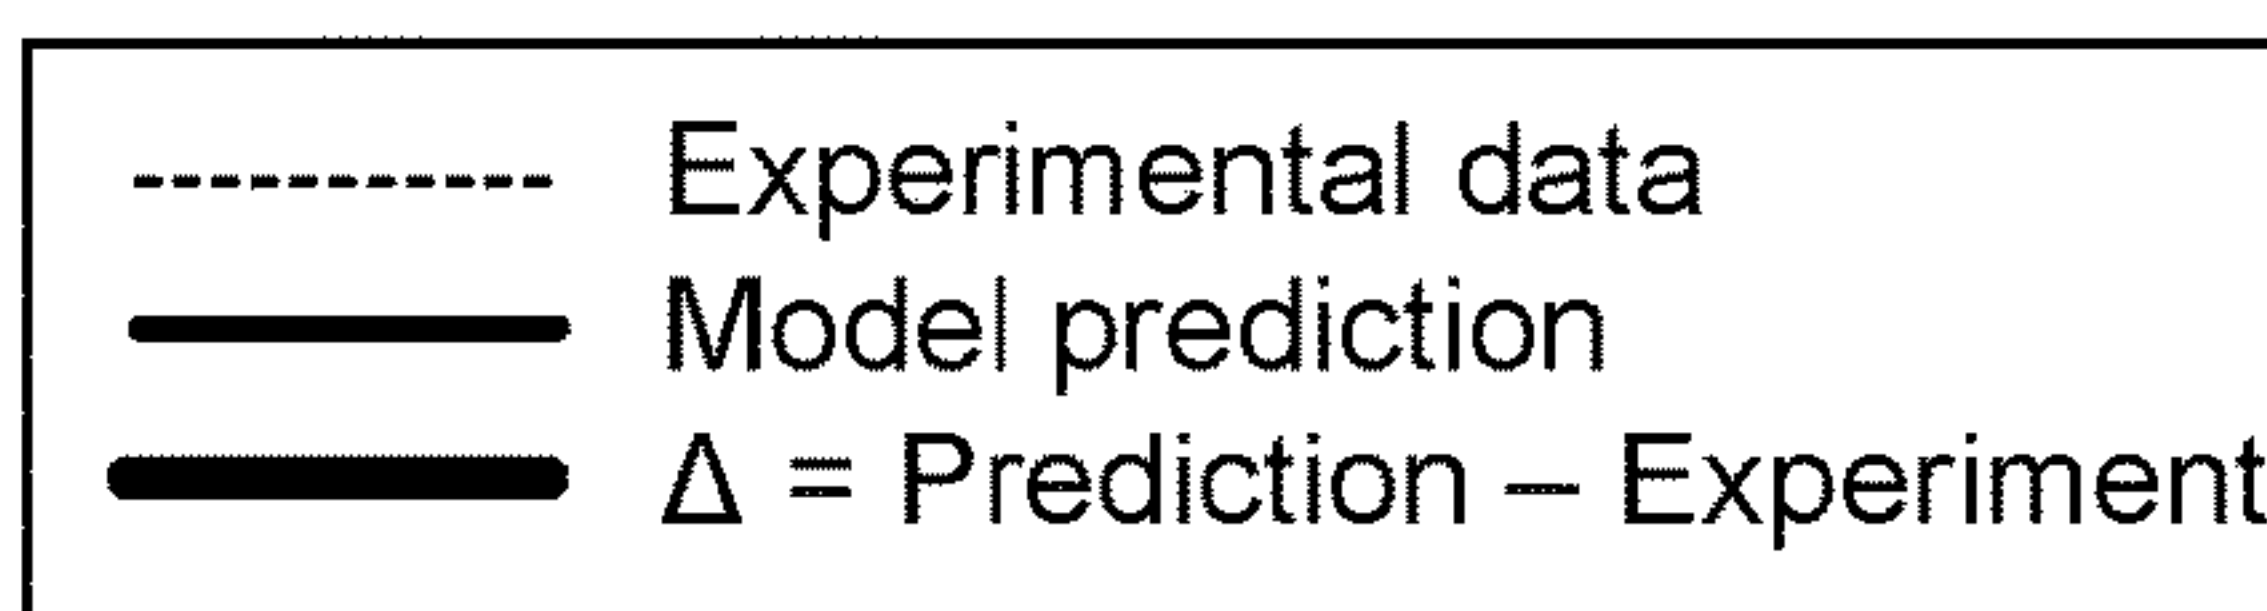 Experimental data
Model prediction
Δ = Prediction – Experiment